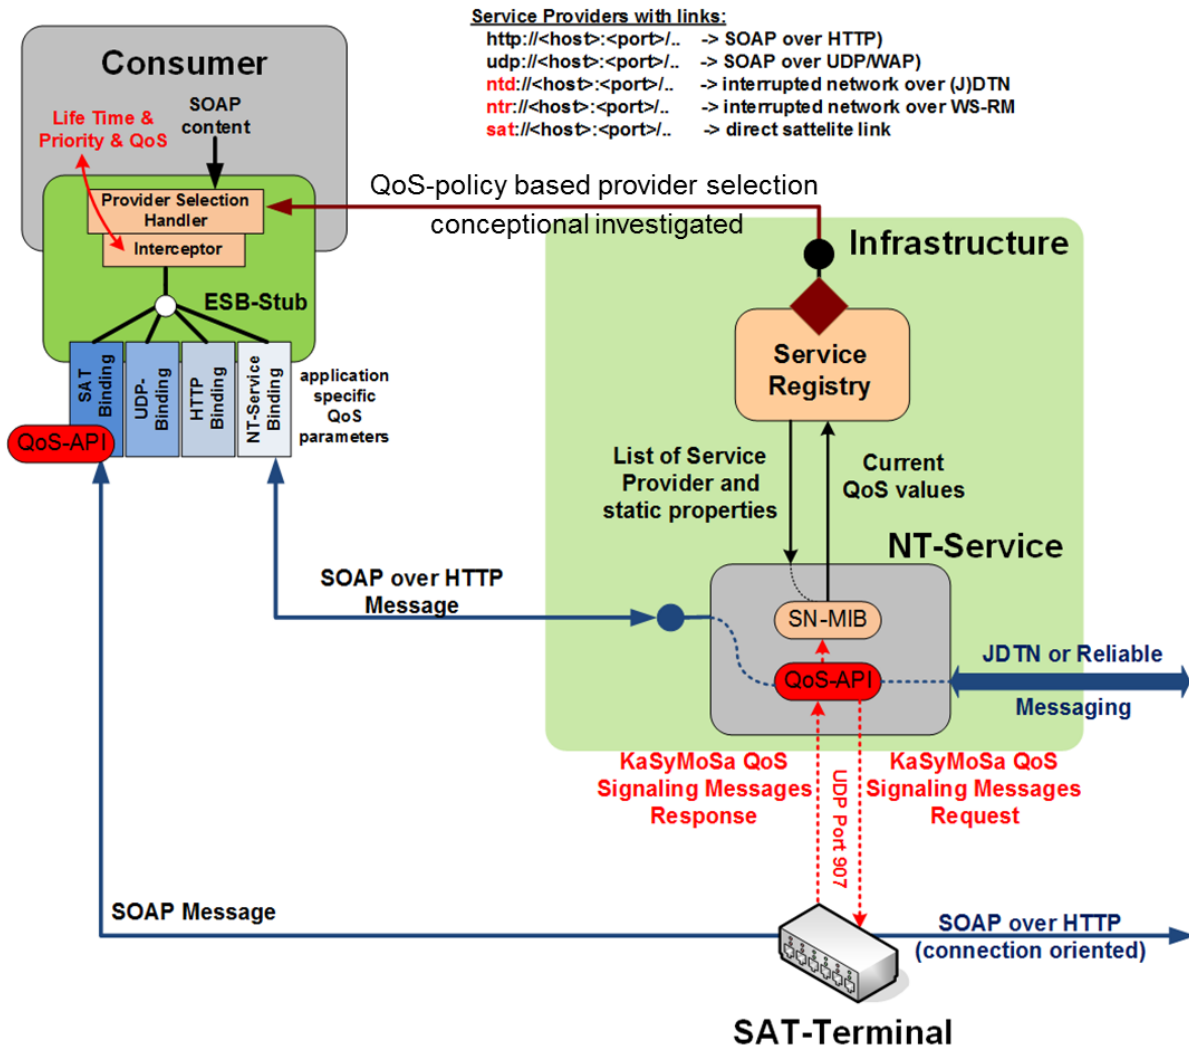 Service Providers with links:
http://<host>:<port>/.. -> SOAP over HTTP)
udp://<host>:<port>/.. -> SOAP over UDP/WAP)
ntd://<host>:<port>/.. -> interrupted network over (J)DTN
ntr://<host>:<port>/.. -> interrupted network over WS-RM
sat://<host>:<port>/.. -> direct sattelite link
Consumer
Life Time &
Priority & QoS
SOAP
content
Provider Selection
Handler
Interceptor
ESB-Stub
SAT
Binding
UDP-
Binding
HTTP
Binding
NT-Service
Binding
QoS-API
application
specific
QoS
parameters
QoS-policy based provider selection
conceptional investigated
Infrastructure
Service
Registry
List of Service
Provider and
static properties
Current
QoS values
NT-Service
SOAP over HTTP
Message
SN-MIB
QoS-API
JDTN or Reliable
Messaging
KaSyMoSa QoS
Signaling Messages
Response
UDP Port 907
KaSyMoSa QoS
Signaling Messages
Request
SOAP Message
SOAP over HTTP
(connection oriented)
SAT-Terminal